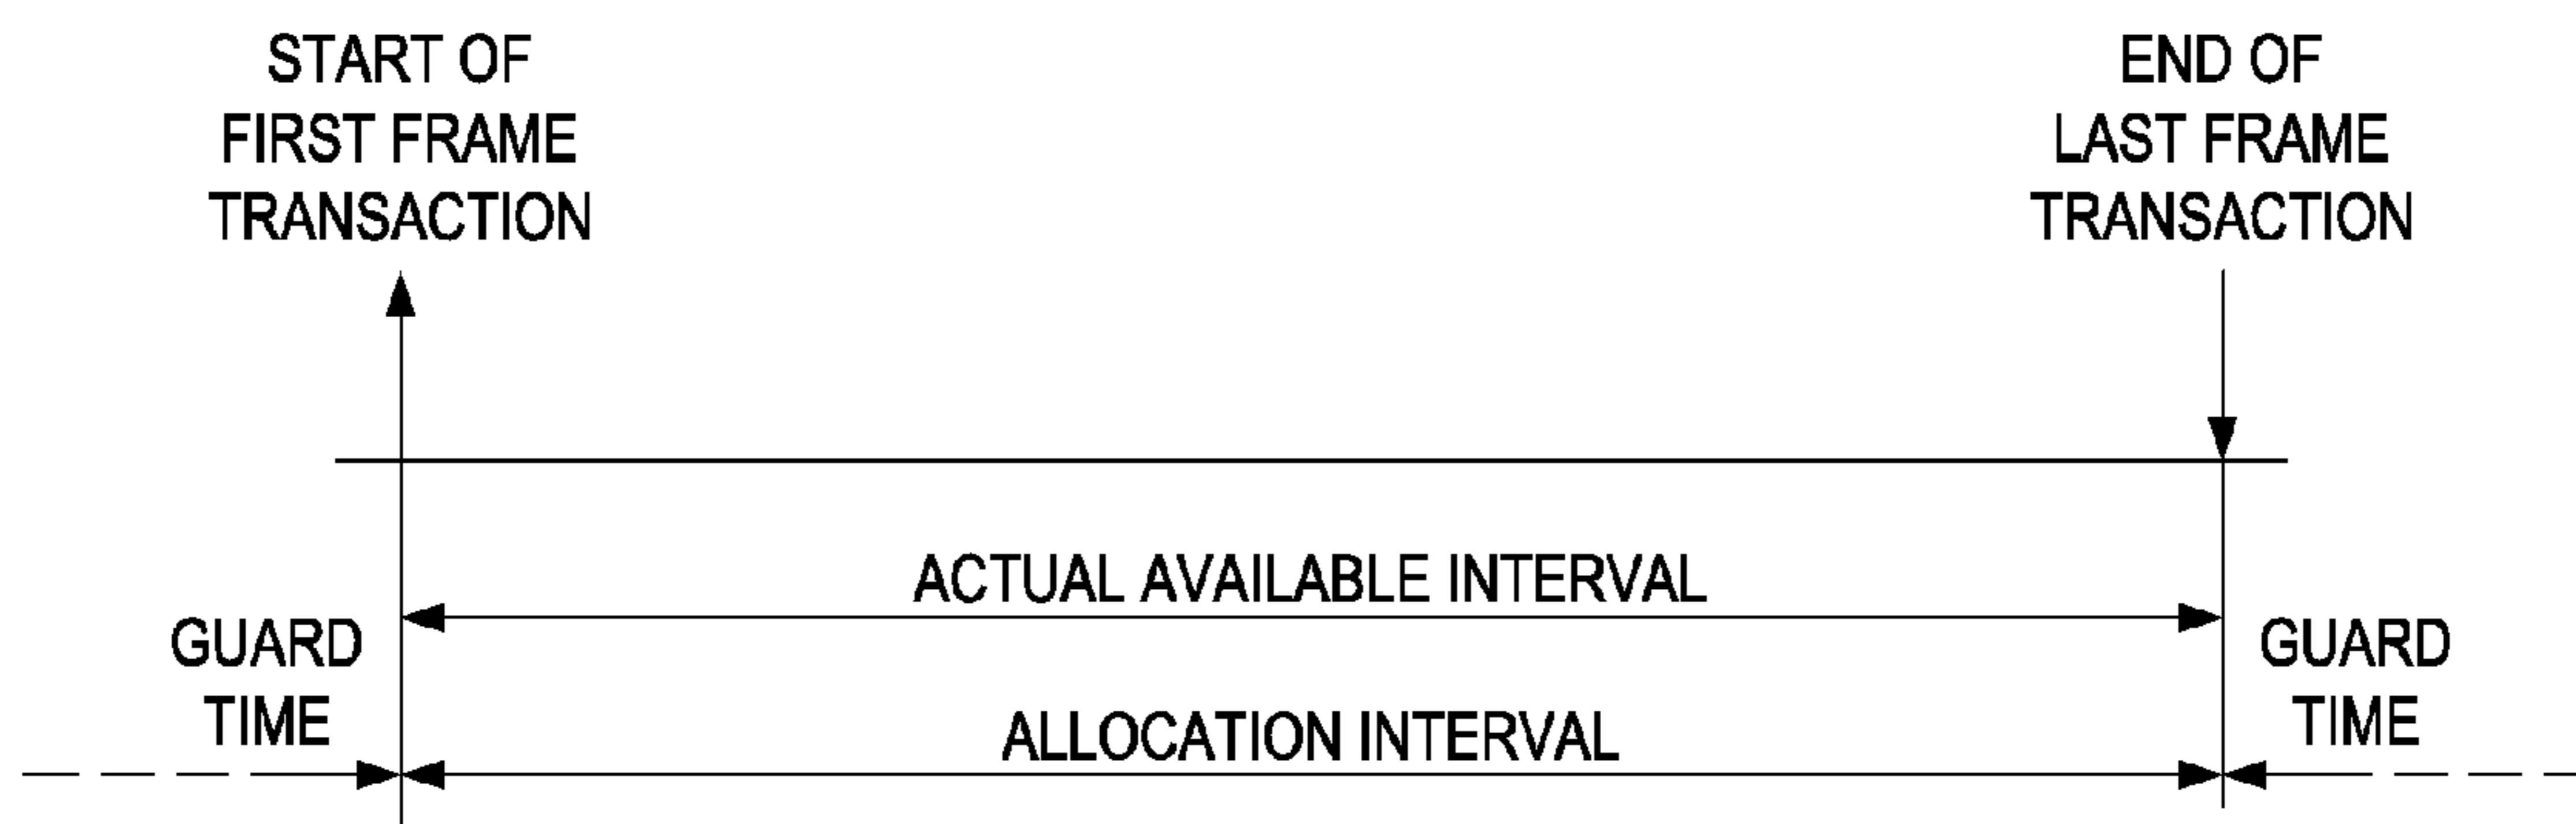 START OF
FIRST FRAME
TRANSACTION
END OF
LAST FRAME
TRANSACTION
ACTUAL AVAILABLE INTERVAL
GUARD
TIME
ALLOCATION INTERVAL
GUARD
TIME